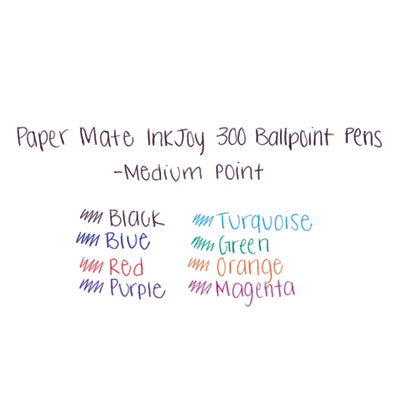 Paper Mate InkJoy 300 Ballpoint Pens
-Medium Point
Black
Blue
Red
Purple
Turquoise
Green
Orange
Magenta